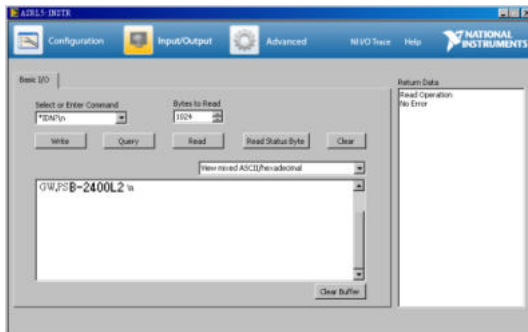 ASRL5-INSTR
Configuration
Input/Output
Advanced
NI I/O Trace
Help
NATIONAL INSTRUMENTS
Basic I/O
Select or Enter Command
*IDN?\n
Bytes to Read
1024
Write
Query
Read
Read Status Byte
Clear
View mixed ASCII/hexadecimal
GW,PSB-2400L2 \n
Clear Buffer
Return Data
Read Operation
No Error